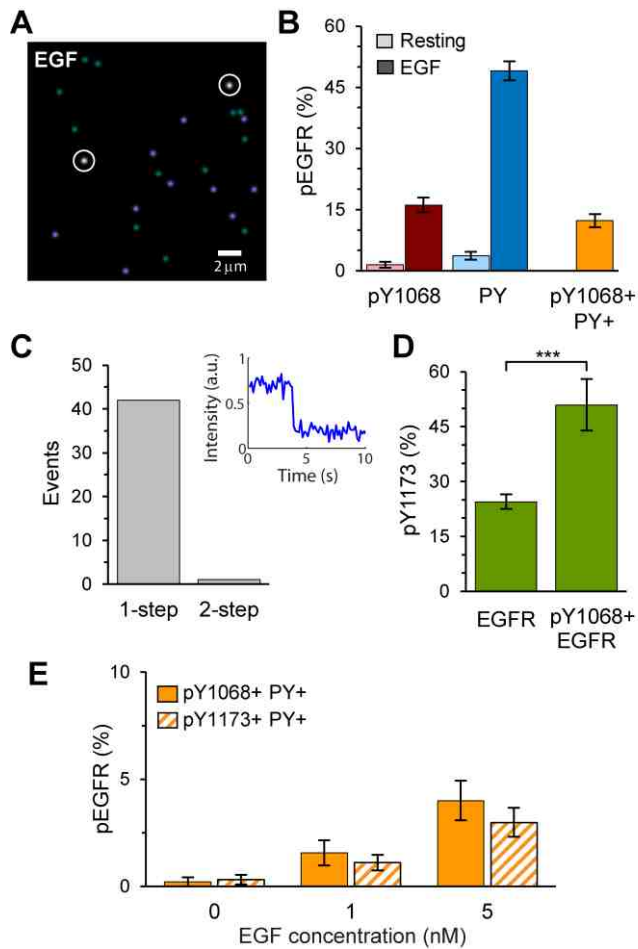 A
EGF
2 μm
B
Resting
EGF
pEGFR (%)
60
45
30
15
0
pY1068
PY
pY1068+
PY+
C
Events
50
40
30
20
10
0
1-step
2-step
Intensity (a.u.)
1
0.5
0
0
5
10
Time (s)
D
***
pY1173 (%)
60
45
30
15
0
EGFR
pY1068+
EGFR
E
pY1068+ PY+
pY1173+ PY+
pEGFR (%)
10
5
0
0
1
5
EGF concentration (nM)